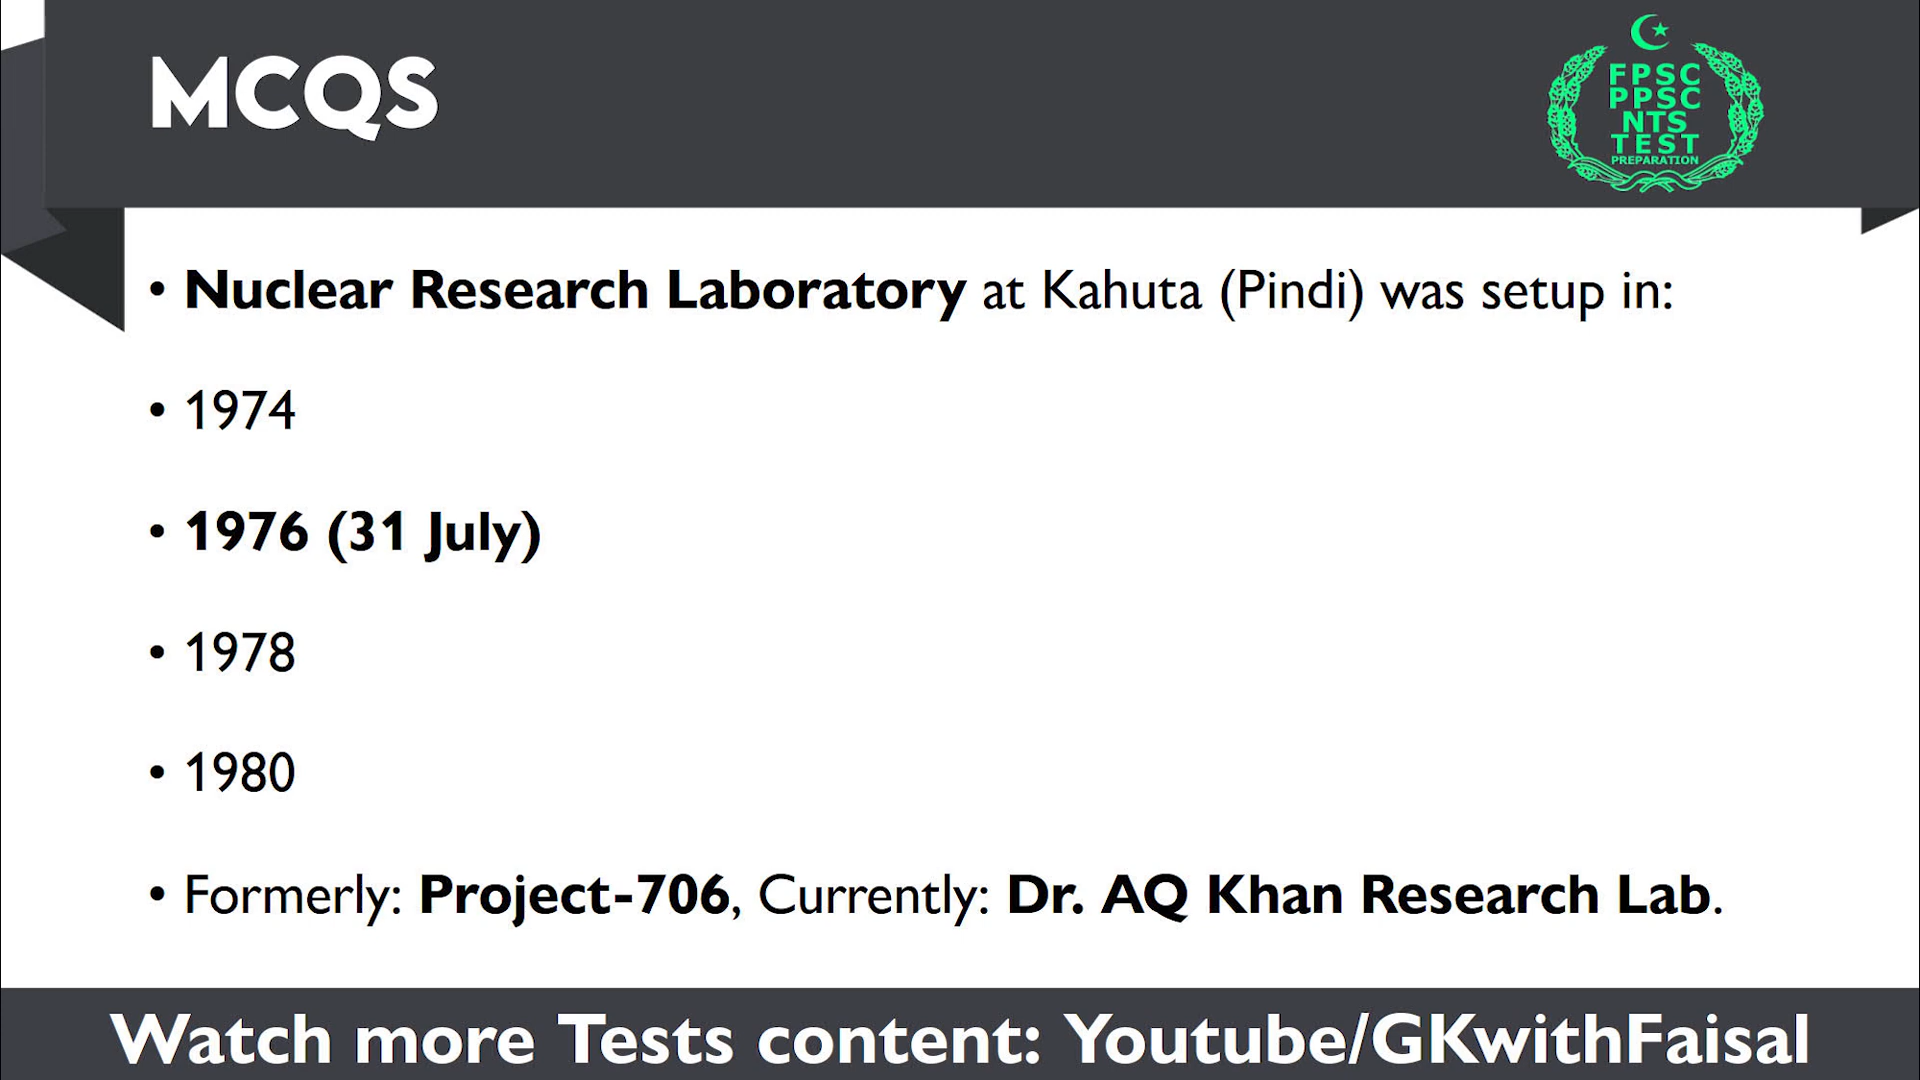 MCQS
FPSC
PPSC
NTS
TEST
PREPARATION
• Nuclear Research Laboratory at Kahuta (Pindi) was setup in:
• 1974
• 1976 (31 July)
• 1978
• 1980
• Formerly: Project-706, Currently: Dr. AQ Khan Research Lab.
Watch more Tests content: Youtube/GKwithFaisal